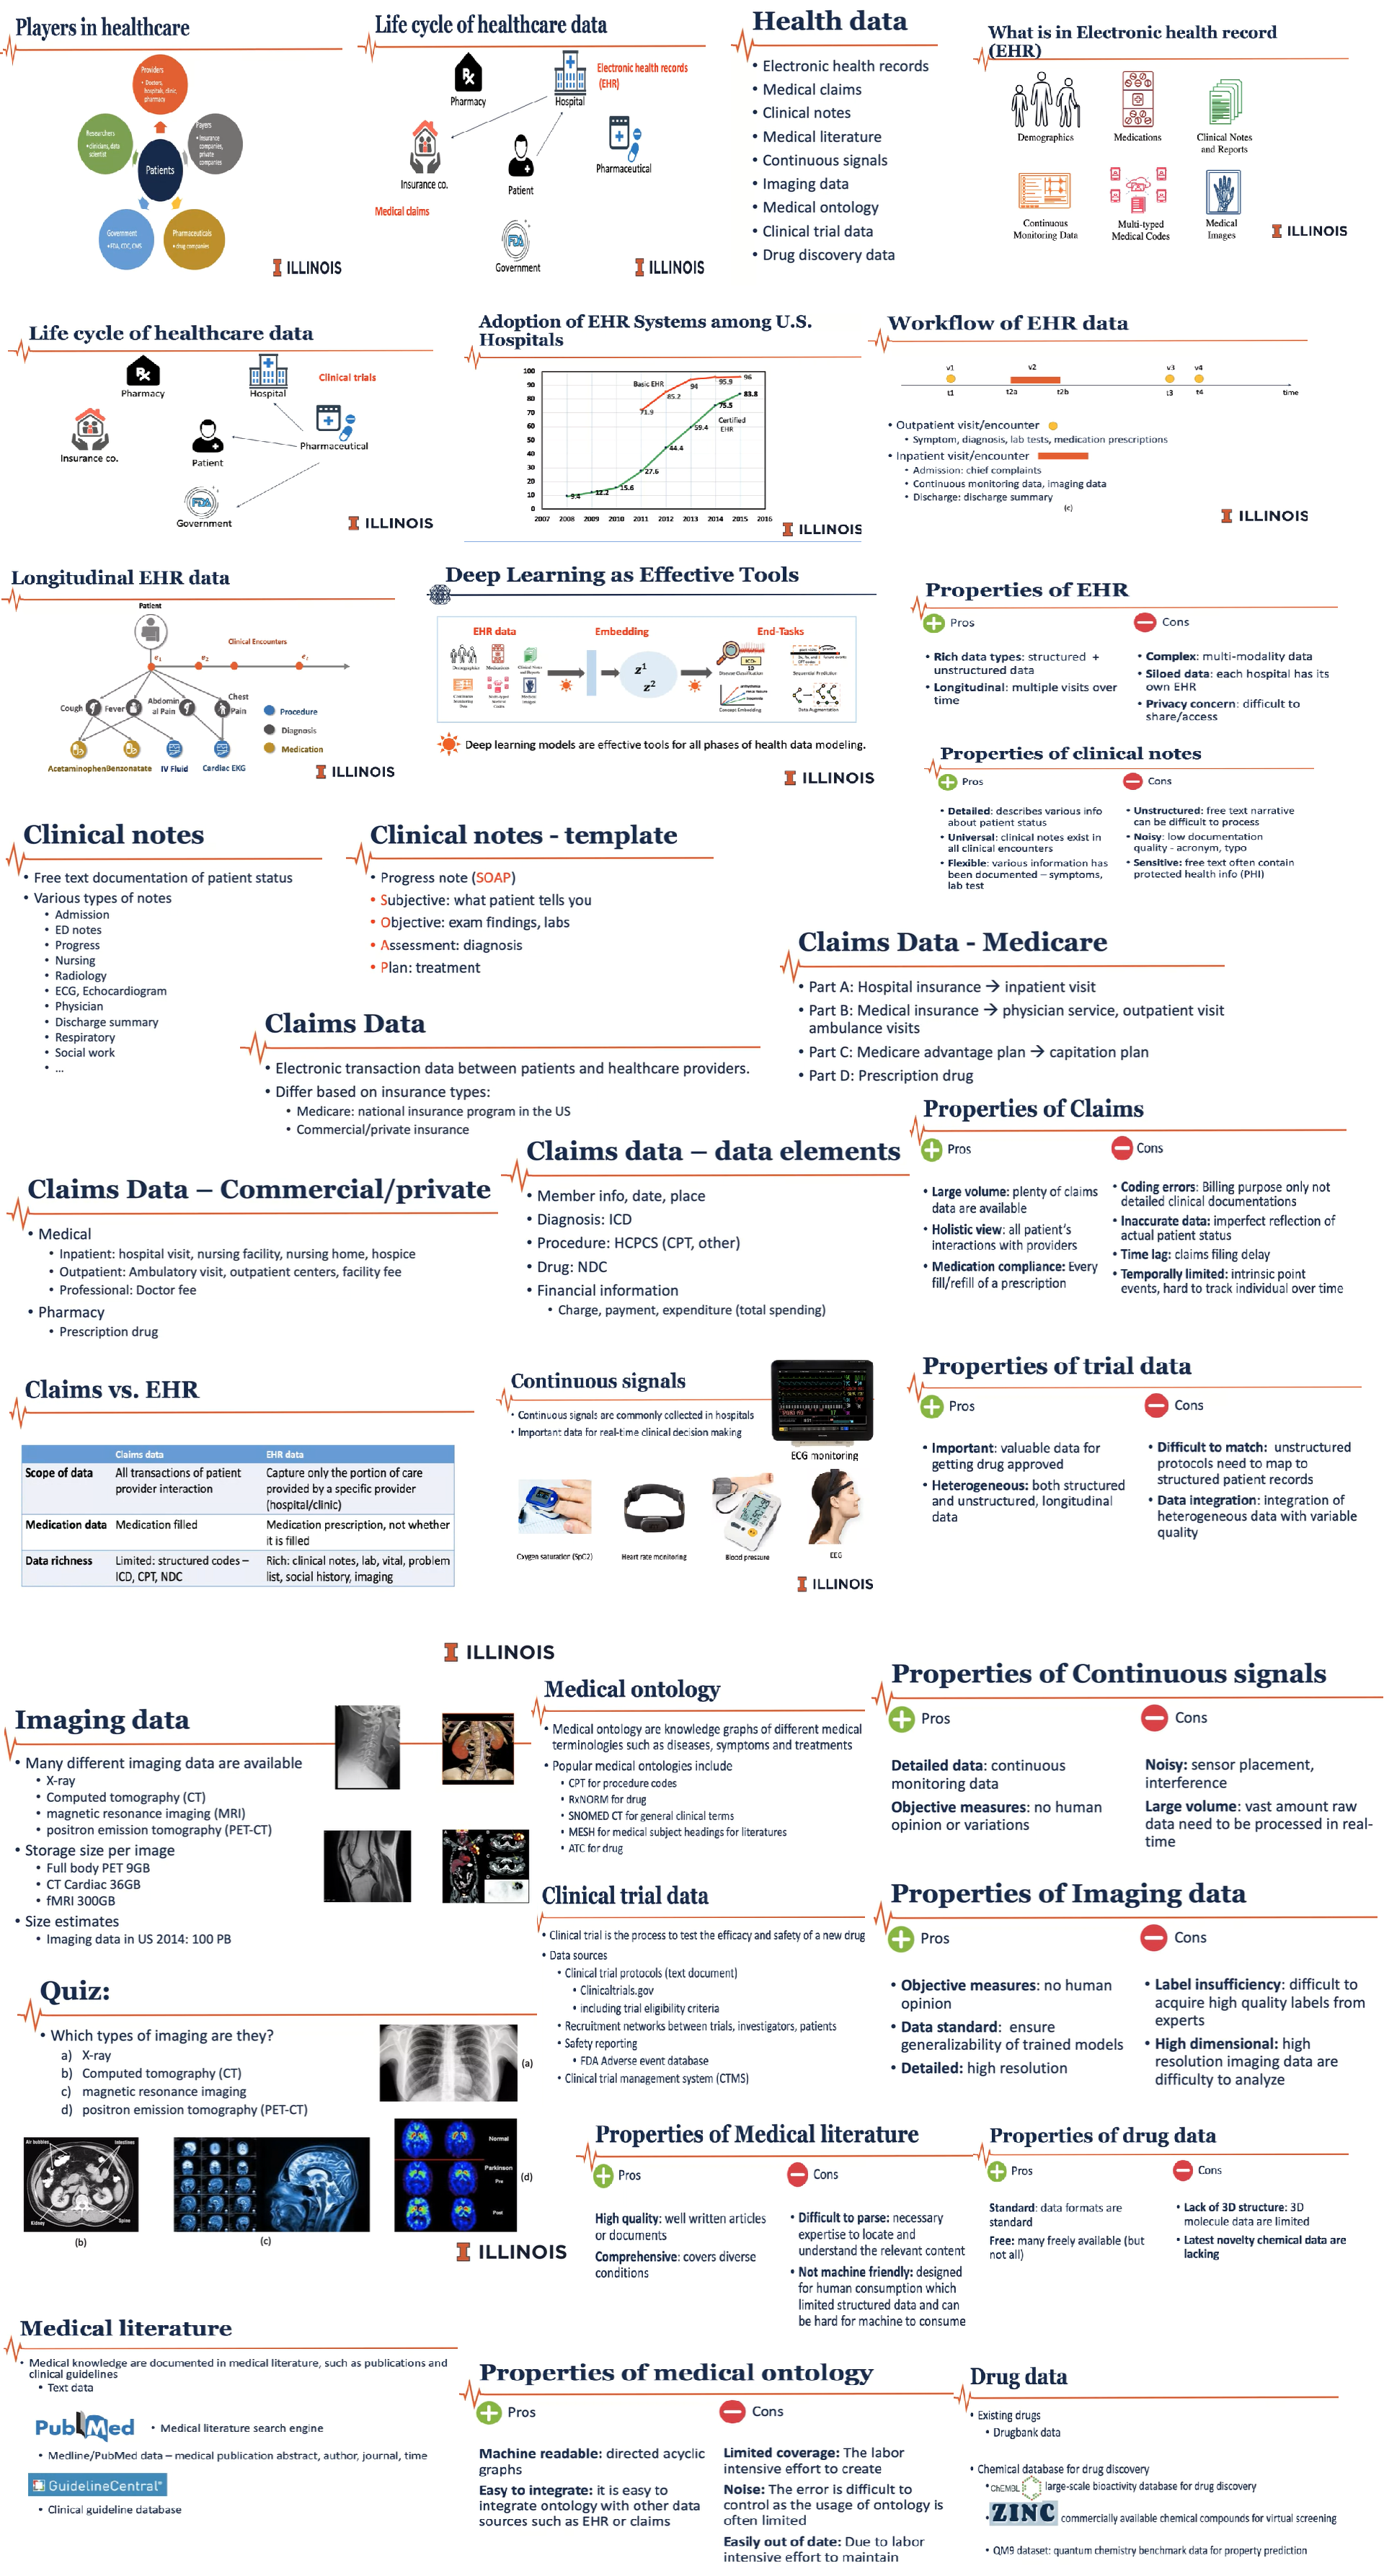 Players in healthcare
Providers
• Doctors, hospitals, clinic, pharmacy
Researchers
• clinicians, data scientist
Payers
• Insurance companies, private companies
Patients
Government
• FDA, CDC, CMS
Pharmaceuticals
• drug companies
ILLINOIS
Life cycle of healthcare data
Pharmacy
Hospital
Electronic health records
(EHR)
Insurance co.
Patient
Pharmaceutical
Medical claims
FDA
Government
ILLINOIS
Health data
• Electronic health records
• Medical claims
• Clinical notes
• Medical literature
• Continuous signals
• Imaging data
• Medical ontology
• Clinical trial data
• Drug discovery data
What is in Electronic health record
(EHR)
Demographics
Medications
Clinical Notes
and Reports
Continuous
Monitoring Data
Multi-typed
Medical Codes
Medical
Images
ILLINOIS
Life cycle of healthcare data
Pharmacy
Hospital
Clinical trials
Insurance co.
Patient
Pharmaceutical
FDA
Government
ILLINOIS
Adoption of EHR Systems among U.S.
Hospitals
100
90
80
70
60
50
40
30
20
10
0
Basic EHR
71.9
85.2
94
95.9
96
Certified
EHR
9.4
12.2
15.6
27.6
44.4
59.4
75.5
83.8
2007 2008 2009 2010 2011 2012 2013 2014 2015 2016
ILLINOIS
Workflow of EHR data
v1 v2 v3 v4
t1 t2a t2b t3 t4 time
• Outpatient visit/encounter
• Symptom, diagnosis, lab tests, medication prescriptions
• Inpatient visit/encounter
• Admission: chief complaints
• Continuous monitoring data, imaging data
• Discharge: discharge summary
(c)
ILLINOIS
Longitudinal EHR data
Patient
Clinical Encounters
e1 e2
Cough
Fever
Abdomin
al Pain
Chest
Pain
Procedure
Diagnosis
Medication
Acetaminophen
Benzonatate
IV Fluid
Cardiac EKG
ILLINOIS
Deep Learning as Effective Tools
EHR data
Embedding
End-Tasks
z1
z2
Disease Classification
Sequential Prediction
Concept Embedding
Data Augmentation
Deep learning models are effective tools for all phases of health data modeling.
ILLINOIS
Properties of EHR
Pros
• Rich data types: structured +
unstructured data
• Longitudinal: multiple visits over
time
Cons
• Complex: multi-modality data
• Siloed data: each hospital has its
own EHR
• Privacy concern: difficult to
share/access
Properties of clinical notes
Pros
• Detailed: describes various info
about patient status
• Universal: clinical notes exist in
all clinical encounters
• Flexible: various information has
been documented – symptoms,
lab test
Cons
• Unstructured: free text narrative
can be difficult to process
• Noisy: low documentation
quality - acronym, typo
• Sensitive: free text often contain
protected health info (PHI)
Clinical notes
• Free text documentation of patient status
• Various types of notes
• Admission
• ED notes
• Progress
• Nursing
• Radiology
• ECG, Echocardiogram
• Physician
• Discharge summary
• Respiratory
• Social work
• ...
Clinical notes - template
• Progress note (SOAP)
• Subjective: what patient tells you
• Objective: exam findings, labs
• Assessment: diagnosis
• Plan: treatment
Claims Data - Medicare
• Part A: Hospital insurance → inpatient visit
• Part B: Medical insurance → physician service, outpatient visit
ambulance visits
• Part C: Medicare advantage plan → capitation plan
• Part D: Prescription drug
Claims Data
• Electronic transaction data between patients and healthcare providers.
• Differ based on insurance types:
• Medicare: national insurance program in the US
• Commercial/private insurance
Claims Data – Commercial/private
• Medical
• Inpatient: hospital visit, nursing facility, nursing home, hospice
• Outpatient: Ambulatory visit, outpatient centers, facility fee
• Professional: Doctor fee
• Pharmacy
• Prescription drug
Claims data – data elements
• Member info, date, place
• Diagnosis: ICD
• Procedure: HCPCS (CPT, other)
• Drug: NDC
• Financial information
• Charge, payment, expenditure (total spending)
Properties of Claims
Pros
• Large volume: plenty of claims
data are available
• Holistic view: all patient's
interactions with providers
• Medication compliance: Every
fill/refill of a prescription
Cons
• Coding errors: Billing purpose only not
detailed clinical documentations
• Inaccurate data: imperfect reflection of
actual patient status
• Time lag: claims filing delay
• Temporally limited: intrinsic point
events, hard to track individual over time
Claims vs. EHR
Claims data
EHR data
Scope of data
All transactions of patient
provider interaction
Capture only the portion of care
provided by a specific provider
(hospital/clinic)
Medication data
Medication filled
Medication prescription, not whether
it is filled
Data richness
Limited: structured codes –
ICD, CPT, NDC
Rich: clinical notes, lab, vital, problem
list, social history, imaging
ILLINOIS
Continuous signals
• Continuous signals are commonly collected in hospitals
• Important data for real-time clinical decision making
ECG monitoring
Oxygen saturation (SpO2)
Heart rate monitoring
Blood pressure
EEG
ILLINOIS
Properties of trial data
Pros
• Important: valuable data for
getting drug approved
• Heterogeneous: both structured
and unstructured, longitudinal
data
Cons
• Difficult to match: unstructured
protocols need to map to
structured patient records
• Data integration: integration of
heterogeneous data with variable
quality
Imaging data
• Many different imaging data are available
• X-ray
• Computed tomography (CT)
• magnetic resonance imaging (MRI)
• positron emission tomography (PET-CT)
• Storage size per image
• Full body PET 9GB
• CT Cardiac 36GB
• fMRI 300GB
• Size estimates
• Imaging data in US 2014: 100 PB
Medical ontology
• Medical ontology are knowledge graphs of different medical
terminologies such as diseases, symptoms and treatments
• Popular medical ontologies include
• CPT for procedure codes
• RxNORM for drug
• SNOMED CT for general clinical terms
• MESH for medical subject headings for literatures
• ATC for drug
Properties of Continuous signals
Pros
Detailed data: continuous
monitoring data
Objective measures: no human
opinion or variations
Cons
Noisy: sensor placement,
interference
Large volume: vast amount raw
data need to be processed in real-
time
Clinical trial data
• Clinical trial is the process to test the efficacy and safety of a new drug
• Data sources
• Clinical trial protocols (text document)
• Clinicaltrials.gov
• including trial eligibility criteria
• Recruitment networks between trials, investigators, patients
• Safety reporting
• FDA Adverse event database
• Clinical trial management system (CTMS)
Properties of Imaging data
Pros
• Objective measures: no human
opinion
• Data standard: ensure
generalizability of trained models
• Detailed: high resolution
Cons
• Label insufficiency: difficult to
acquire high quality labels from
experts
• High dimensional: high
resolution imaging data are
difficulty to analyze
Quiz:
• Which types of imaging are they?
a) X-ray
b) Computed tomography (CT)
c) magnetic resonance imaging
d) positron emission tomography (PET-CT)
(a)
Air bubbles
Intestines
Kidney
Spine
(b)
(c)
Normal
Parkinson
Pre
Post
(d)
ILLINOIS
Properties of Medical literature
Pros
High quality: well written articles
or documents
Comprehensive: covers diverse
conditions
Cons
• Difficult to parse: necessary
expertise to locate and
understand the relevant content
• Not machine friendly: designed
for human consumption which
limited structured data and can
be hard for machine to consume
Properties of drug data
Pros
Standard: data formats are
standard
Free: many freely available (but
not all)
Cons
• Lack of 3D structure: 3D
molecule data are limited
• Latest novelty chemical data are
lacking
Medical literature
• Medical knowledge are documented in medical literature, such as publications and
clinical guidelines
• Text data
PubMed
• Medical literature search engine
• Medline/PubMed data – medical publication abstract, author, journal, time
GuidelineCentral
• Clinical guideline database
Properties of medical ontology
Pros
Machine readable: directed acyclic
graphs
Easy to integrate: it is easy to
integrate ontology with other data
sources such as EHR or claims
Cons
Limited coverage: The labor
intensive effort to create
Noise: The error is difficult to
control as the usage of ontology is
often limited
Easily out of date: Due to labor
intensive effort to maintain
Drug data
• Existing drugs
• Drugbank data
• Chemical database for drug discovery
• ChEMBL large-scale bioactivity database for drug discovery
• ZINC commercially available chemical compounds for virtual screening
• QM9 dataset: quantum chemistry benchmark data for property prediction